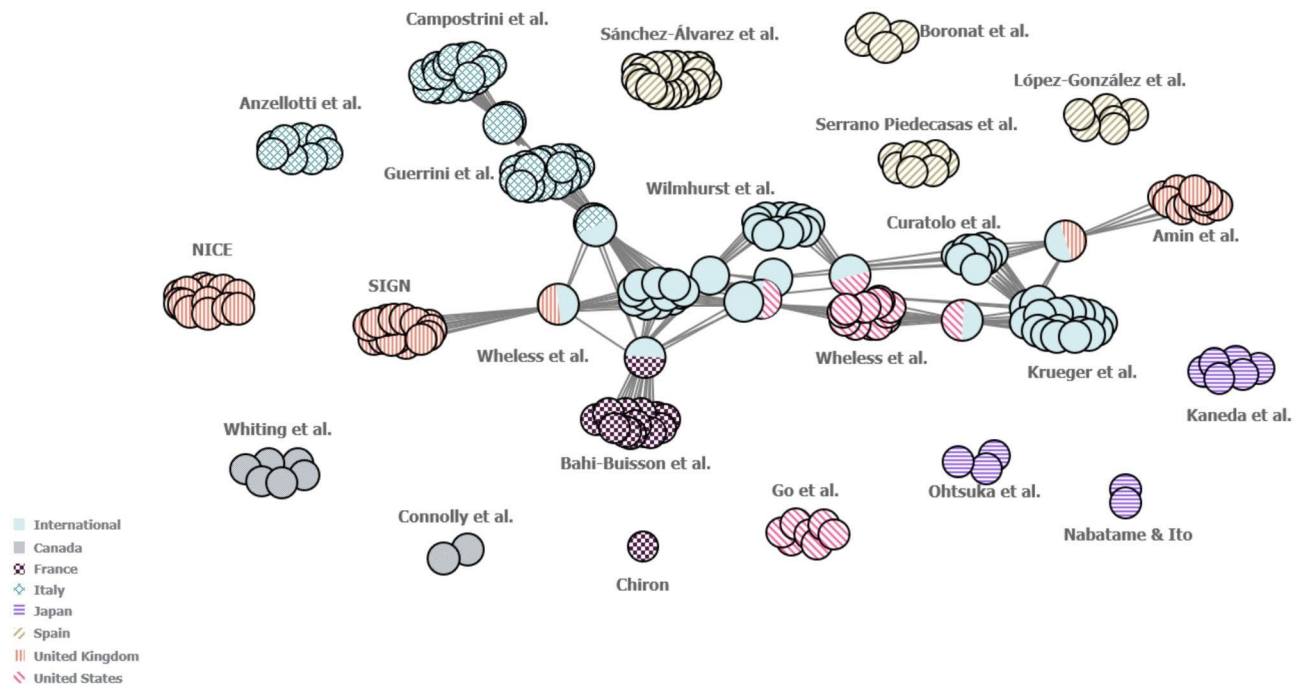 Campostrini et al.
Sánchez-Álvarez et al.
Boronat et al.
López-González et al.
Anzellotti et al.
Serrano Piedecasas et al.
Guerrini et al.
Wilmhurst et al.
Curatolo et al.
Amin et al.
NICE
SIGN
Wheless et al.
Wheless et al.
Krueger et al.
Kaneda et al.
Whiting et al.
Bahi-Buisson et al.
Go et al.
Ohtsuka et al.
Connolly et al.
Nabatame & Ito
Chiron
International
Canada
France
Italy
Japan
Spain
United Kingdom
United States